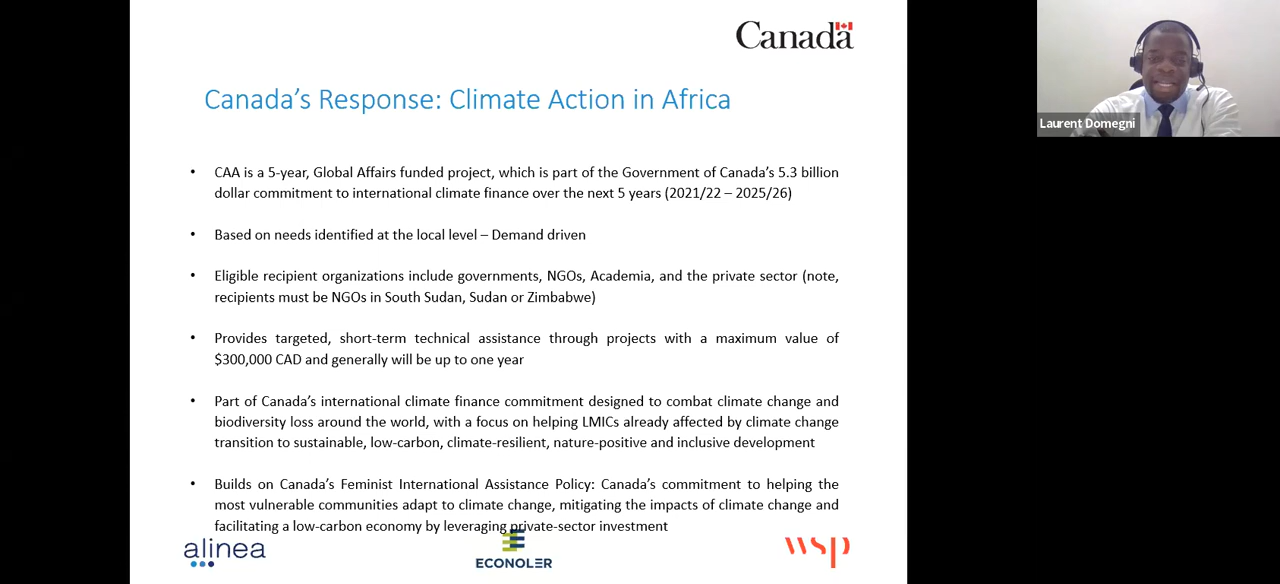 Canada
Canada's Response: Climate Action in Africa
Laurent Domegni
• CAA is a 5-year, Global Affairs funded project, which is part of the Government of Canada's 5.3 billion
dollar commitment to international climate finance over the next 5 years (2021/22 – 2025/26)
• Based on needs identified at the local level – Demand driven
• Eligible recipient organizations include governments, NGOs, Academia, and the private sector (note,
recipients must be NGOs in South Sudan, Sudan or Zimbabwe)
• Provides targeted, short-term technical assistance through projects with a maximum value of
$300,000 CAD and generally will be up to one year
• Part of Canada's international climate finance commitment designed to combat climate change and
biodiversity loss around the world, with a focus on helping LMICs already affected by climate change
transition to sustainable, low-carbon, climate-resilient, nature-positive and inclusive development
• Builds on Canada's Feminist International Assistance Policy: Canada's commitment to helping the
most vulnerable communities adapt to climate change, mitigating the impacts of climate change and
facilitating a low-carbon economy by leveraging private-sector investment
alinea
ECONOLER
wsp